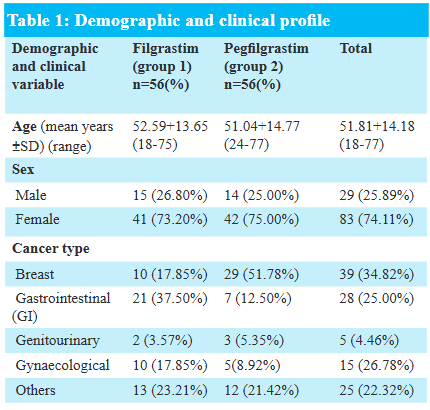 Table 1: Demographic and clinical profile
Demographic Filgrastim Pegfilgrastim Total
and clinical (group 1) (group 2)
variable n=56(%) n=56(%)
Age (mean years 52.59+13.65 51.04+14.77 51.81+14.18
±SD) (range) (18-75) (24-77) (18-77)
Sex
Male 15 (26.80%) 14 (25.00%) 29 (25.89%)
Female 41 (73.20%) 42 (75.00%) 83 (74.11%)
Cancer type
Breast 10 (17.85%) 29 (51.78%) 39 (34.82%)
Gastrointestinal 21 (37.50%) 7 (12.50%) 28 (25.00%)
(GI)
Genitourinary 2 (3.57%) 3 (5.35%) 5 (4.46%)
Gynaecological 10 (17.85%) 5(8.92%) 15 (26.78%)
Others 13 (23.21%) 12 (21.42%) 25 (22.32%)